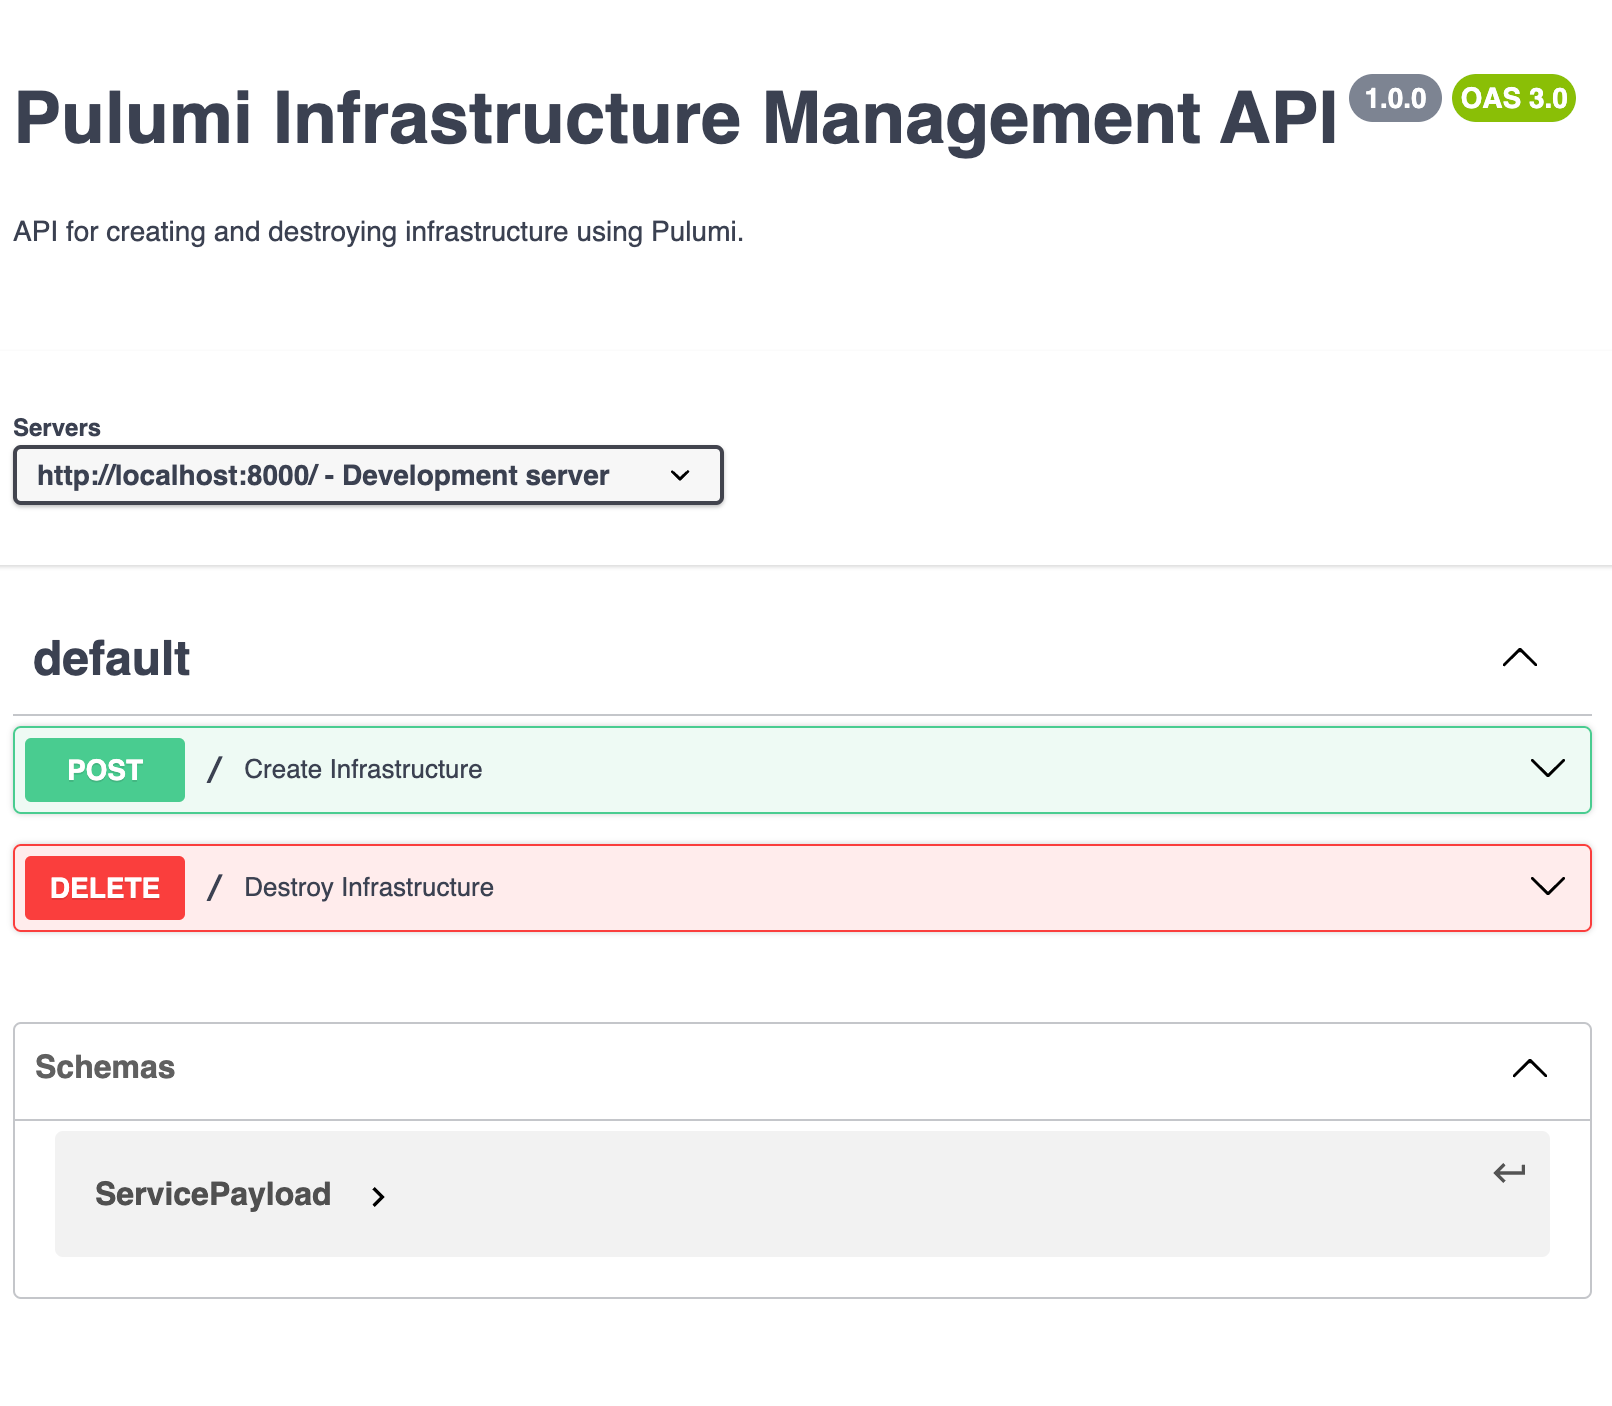 Pulumi Infrastructure Management API 1.0.0 OAS 3.0
API for creating and destroying infrastructure using Pulumi.
Servers
http://localhost:8000/ - Development server
default
POST / Create Infrastructure
DELETE / Destroy Infrastructure
Schemas
ServicePayload